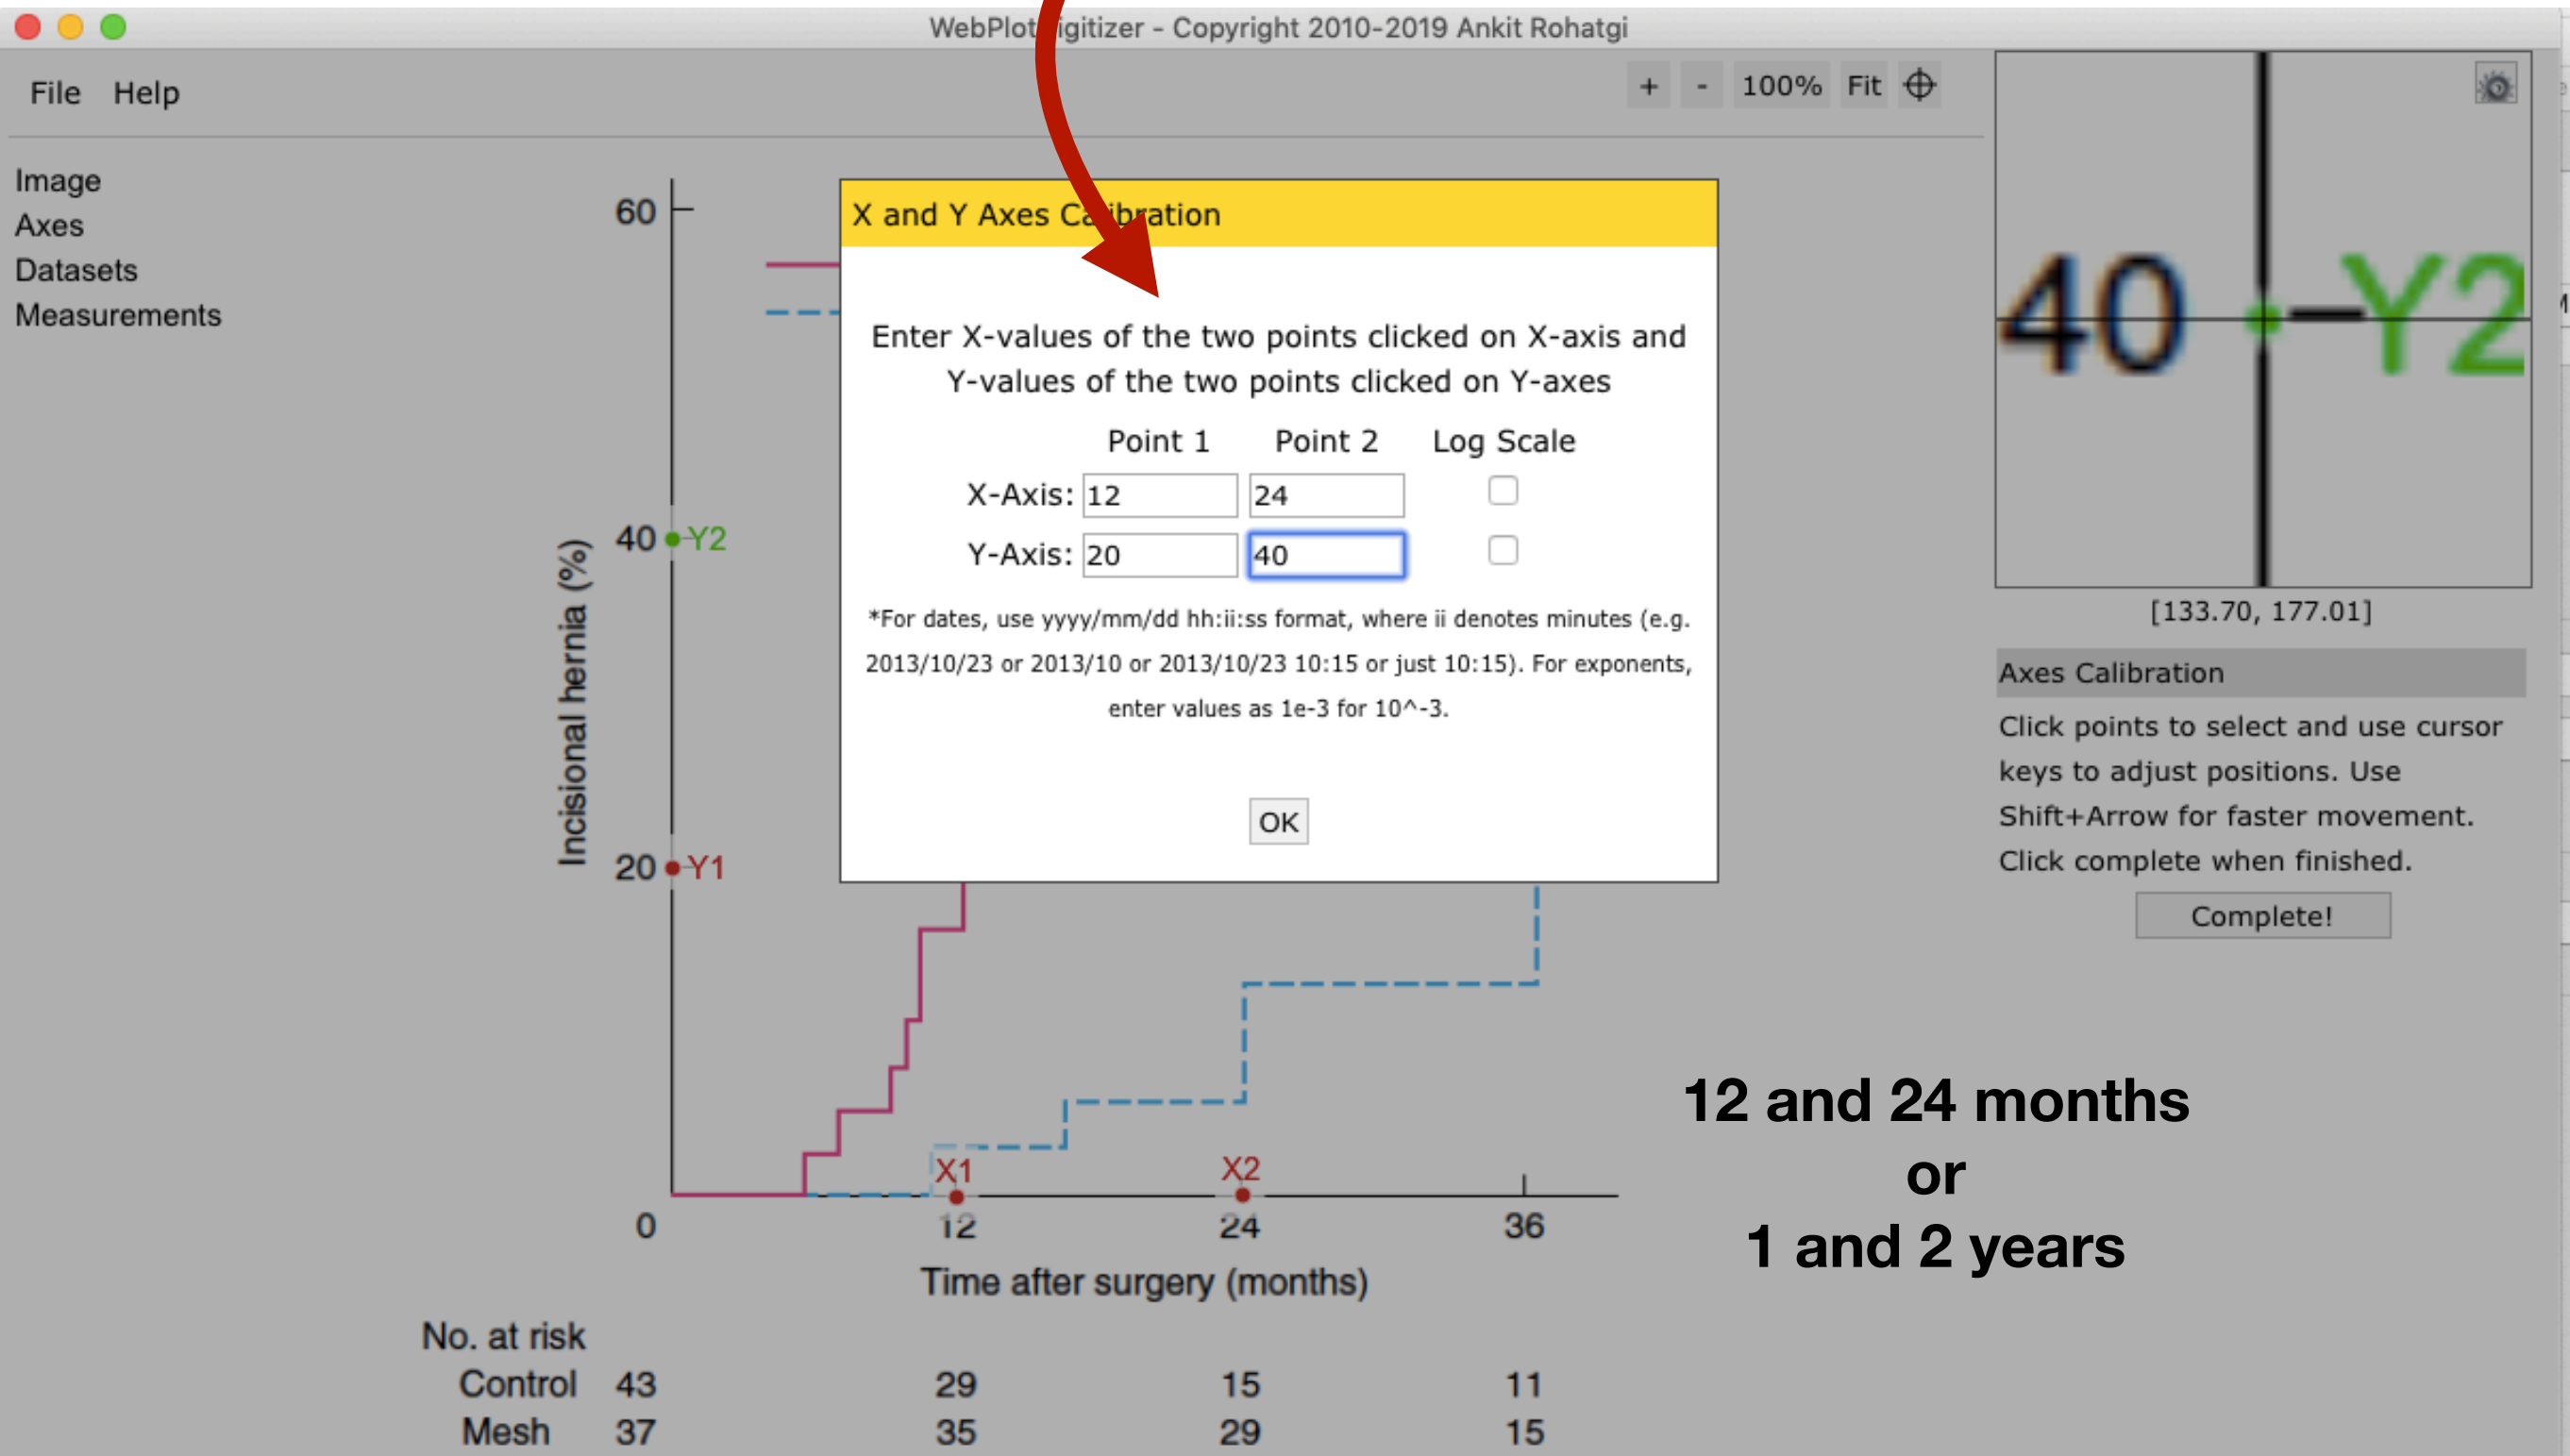 WebPlotDigitizer - Copyright 2010-2019 Ankit Rohatgi
File Help
+ - 100% Fit
Image
Axes
Datasets
Measurements
60
40 Y2
20 Y1
Incisional hernia (%)
X and Y Axes Calibration
Enter X-values of the two points clicked on X-axis and
Y-values of the two points clicked on Y-axes
Point 1 Point 2 Log Scale
X-Axis: 12 24
Y-Axis: 20 40
*For dates, use yyyy/mm/dd hh:ii:ss format, where ii denotes minutes (e.g.
2013/10/23 or 2013/10 or 2013/10/23 10:15 or just 10:15). For exponents,
enter values as 1e-3 for 10^-3.
OK
40 Y2
[133.70, 177.01]
Axes Calibration
Click points to select and use cursor
keys to adjust positions. Use
Shift+Arrow for faster movement.
Click complete when finished.
Complete!
12 and 24 months
or
1 and 2 years
X1 X2
0 12 24 36
Time after surgery (months)
No. at risk
Control 43 29 15 11
Mesh 37 35 29 15